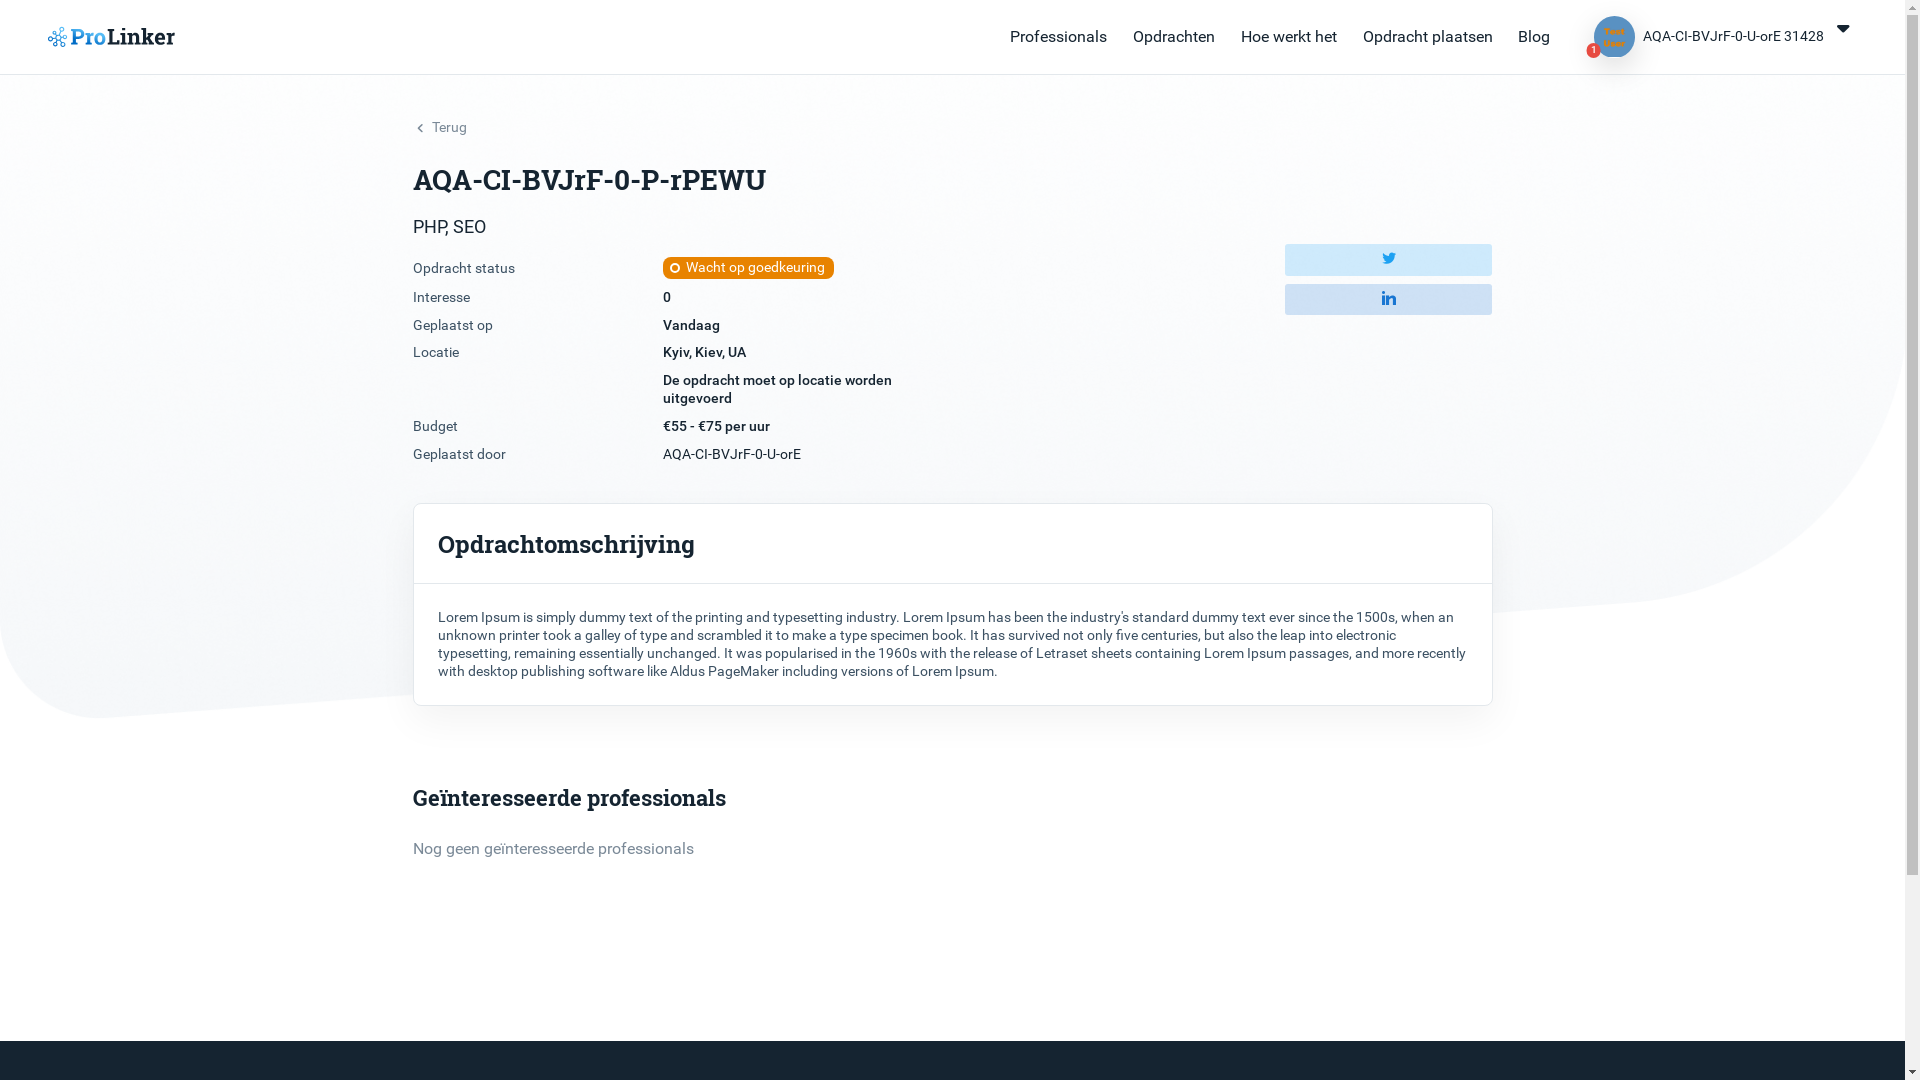 ProLinker
Professionals
Opdrachten
Hoe werkt het
Opdracht plaatsen
Blog
Test
User
1
AQA-CI-BVJrF-0-U-orE 31428
Terug
AQA-CI-BVJrF-0-P-rPEWU
PHP, SEO
Opdracht status
Wacht op goedkeuring
Interesse
0
Geplaatst op
Vandaag
Locatie
Kyiv, Kiev, UA
De opdracht moet op locatie worden
uitgevoerd
Budget
€55 - €75 per uur
Geplaatst door
AQA-CI-BVJrF-0-U-orE
in
Opdrachtomschrijving
Lorem Ipsum is simply dummy text of the printing and typesetting industry. Lorem Ipsum has been the industry's standard dummy text ever since the 1500s, when an
unknown printer took a galley of type and scrambled it to make a type specimen book. It has survived not only five centuries, but also the leap into electronic
typesetting, remaining essentially unchanged. It was popularised in the 1960s with the release of Letraset sheets containing Lorem Ipsum passages, and more recently
with desktop publishing software like Aldus PageMaker including versions of Lorem Ipsum.
Geïnteresseerde professionals
Nog geen geïnteresseerde professionals